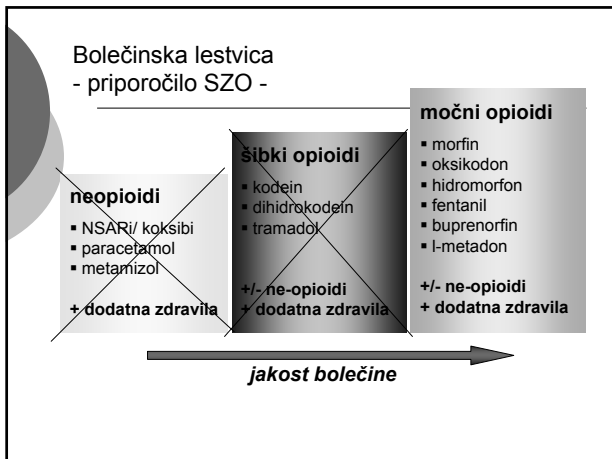 Bolečinska lestvica
- priporočilo SZO -
neopioidi
▪ NSARi/ koksibi
▪ paracetamol
▪ metamizol
+ dodatna zdravila
šibki opioidi
▪ kodein
▪ dihidrokodein
▪ tramadol
+/- ne-opioidi
+ dodatna zdravila
močni opioidi
▪ morfin
▪ oksikodon
▪ hidromorfon
▪ fentanil
▪ buprenorfin
▪ l-metadon
+/- ne-opioidi
+ dodatna zdravila
jakost bolečine